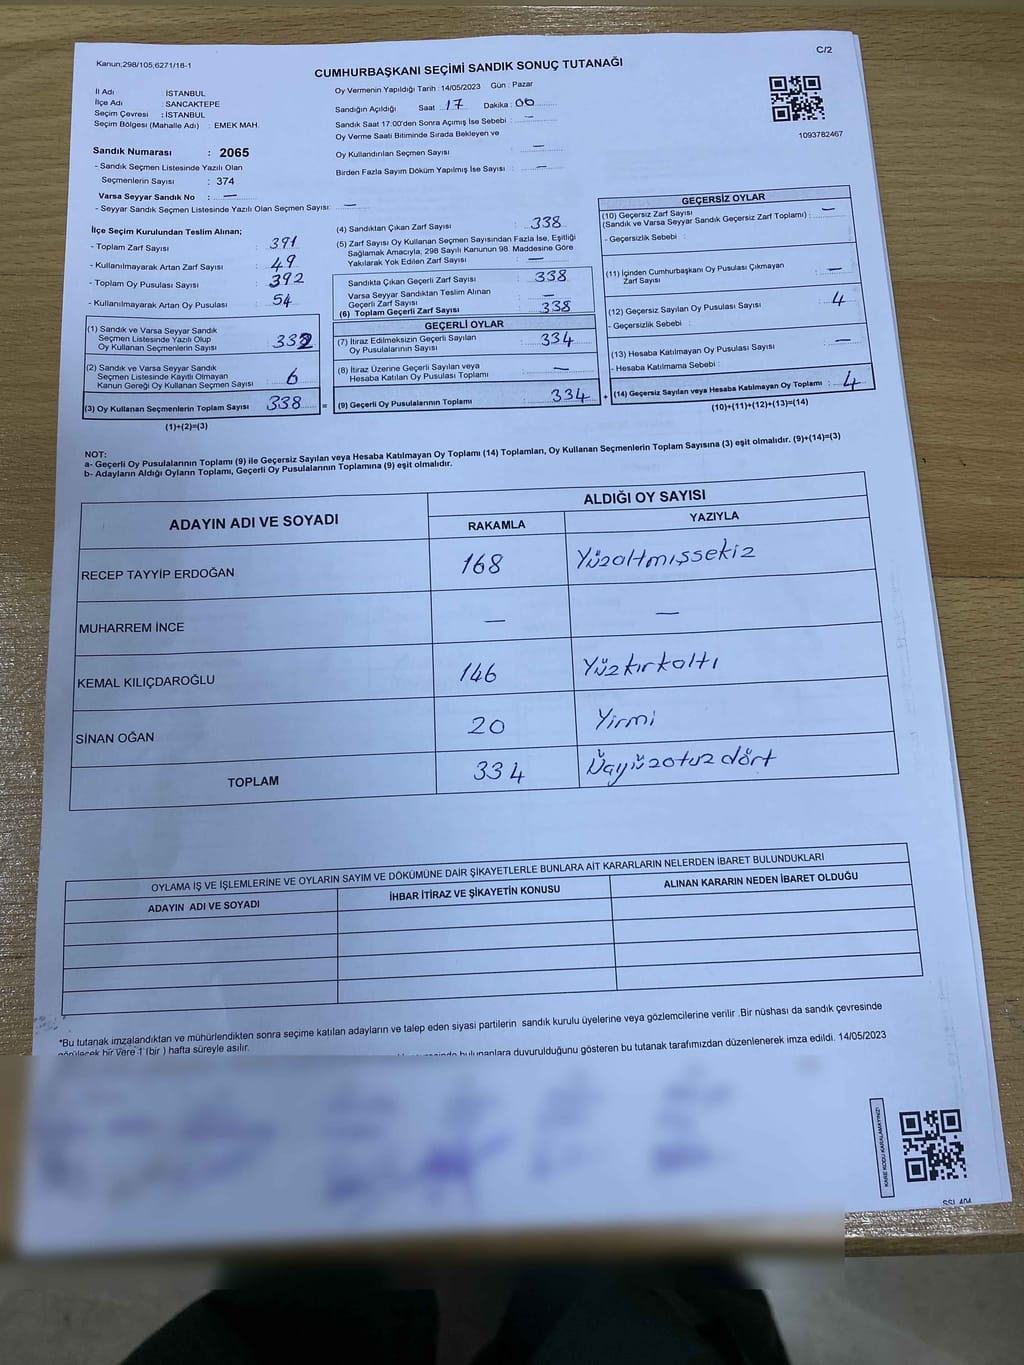 C/2
Kanun;298/105;6271/18-1
CUMHURBAŞKANI SEÇİMİ SANDIK SONUÇ TUTANAĞI
İl Adı : İSTANBUL
İlçe Adı : SANCAKTEPE
Seçim Çevresi : İSTANBUL
Seçim Bölgesi (Mahalle Adı) : EMEK MAH.
Sandık Numarası : 2065
- Sandık Seçmen Listesinde Yazılı Olan
Seçmenlerin Sayısı : 374
Varsa Seyyar Sandık No : —
- Seyyar Sandık Seçmen Listesinde Yazılı Olan Seçmen Sayısı: —
Oy Vermenin Yapıldığı Tarih : 14/05/2023 Gün : Pazar
Sandığın Açıldığı Saat 17 Dakika : 00
Sandık Saat 17:00'den Sonra Açımış İse Sebebi : —
Oy Verme Saati Bitiminde Sırada Bekleyen ve
Oy Kullandırılan Seçmen Sayısı —
Birden Fazla Sayım Döküm Yapılmış İse Sayısı : —
1093782467
İlçe Seçim Kurulundan Teslim Alınan;
- Toplam Zarf Sayısı : 391
- Kullanılmayarak Artan Zarf Sayısı : 49
- Toplam Oy Pusulası Sayısı : 392
- Kullanılmayarak Artan Oy Pusulası : 54
(1) Sandık ve Varsa Seyyar Sandık
Seçmen Listesinde Yazılı Olup
Oy Kullanan Seçmenlerin Sayısı : 332
(2) Sandık ve Varsa Seyyar Sandık
Seçmen Listesinde Kayıtlı Olmayan
Kanun Gereği Oy Kullanan Seçmen Sayısı : 6
(3) Oy Kullanan Seçmenlerin Toplam Sayısı : 338 =
(1)+(2)=(3)
(4) Sandıktan Çıkan Zarf Sayısı : 338
(5) Zarf Sayısı Oy Kullanan Seçmen Sayısından Fazla İse, Eşitliği
Sağlamak Amacıyla; 298 Sayılı Kanunun 98. Maddesine Göre
Yakılarak Yok Edilen Zarf Sayısı : —
Sandıkta Çıkan Geçerli Zarf Sayısı : 338
Varsa Seyyar Sandıktan Teslim Alınan
Geçerli Zarf Sayısı : —
(6) Toplam Geçerli Zarf Sayısı : 338
GEÇERLİ OYLAR
(7) İtiraz Edilmeksizin Geçerli Sayılan
Oy Pusulalarının Sayısı : 334
(8) İtiraz Üzerine Geçerli Sayılan veya
Hesaba Katılan Oy Pusulası Toplamı : —
(9) Geçerli Oy Pusulalarının Toplamı : 334 +
GEÇERSİZ OYLAR
(10) Geçersiz Zarf Sayısı
(Sandık ve Varsa Seyyar Sandık Geçersiz Zarf Toplamı) : —
- Geçersizlik Sebebi :
(11) İçinden Cumhurbaşkanı Oy Pusulası Çıkmayan
Zarf Sayısı : —
(12) Geçersiz Sayılan Oy Pusulası Sayısı : 4
- Geçersizlik Sebebi :
(13) Hesaba Katılmayan Oy Pusulası Sayısı : —
- Hesaba Katılmama Sebebi :
(14) Geçersiz Sayılan veya Hesaba Katılmayan Oy Toplamı : 4
(10)+(11)+(12)+(13)=(14)
NOT:
a- Geçerli Oy Pusulalarının Toplamı (9) ile Geçersiz Sayılan veya Hesaba Katılmayan Oy Toplamı (14) Toplamları, Oy Kullanan Seçmenlerin Toplam Sayısına (3) eşit olmalıdır. (9)+(14)=(3)
b- Adayların Aldığı Oyların Toplamı, Geçerli Oy Pusulalarının Toplamına (9) eşit olmalıdır.
ADAYIN ADI VE SOYADI ALDIĞI OY SAYISI
RAKAMLA YAZIYLA
RECEP TAYYİP ERDOĞAN 168 Yüzaltmışsekiz
MUHARREM İNCE — —
KEMAL KILIÇDAROĞLU 146 Yüzkırkaltı
SİNAN OĞAN 20 Yirmi
TOPLAM 334 Üayüzotuzdört
OYLAMA İŞ VE İŞLEMLERİNE VE OYLARIN SAYIM VE DÖKÜMÜNE DAİR ŞİKAYETLERLE BUNLARA AİT KARARLARIN NELERDEN İBARET BULUNDUKLARI
ADAYIN ADI VE SOYADI İHBAR İTİRAZ VE ŞİKAYETİN KONUSU ALINAN KARARIN NEDEN İBARET OLDUĞU
*Bu tutanak imzalandıktan ve mühürlendikten sonra seçime katılan adayların ve talep eden siyasi partilerin sandık kurulu üyelerine veya gözlemcilerine verilir .Bir nüshası da sandık çevresinde
görülecek bir yere 1 (bir ) hafta süreyle asılır.
bulunanlara duyurulduğunu gösteren bu tutanak tarafımızdan düzenlenerek imza edildi. 14/05/2023
KARE KODU KARALAMAYINIZ!